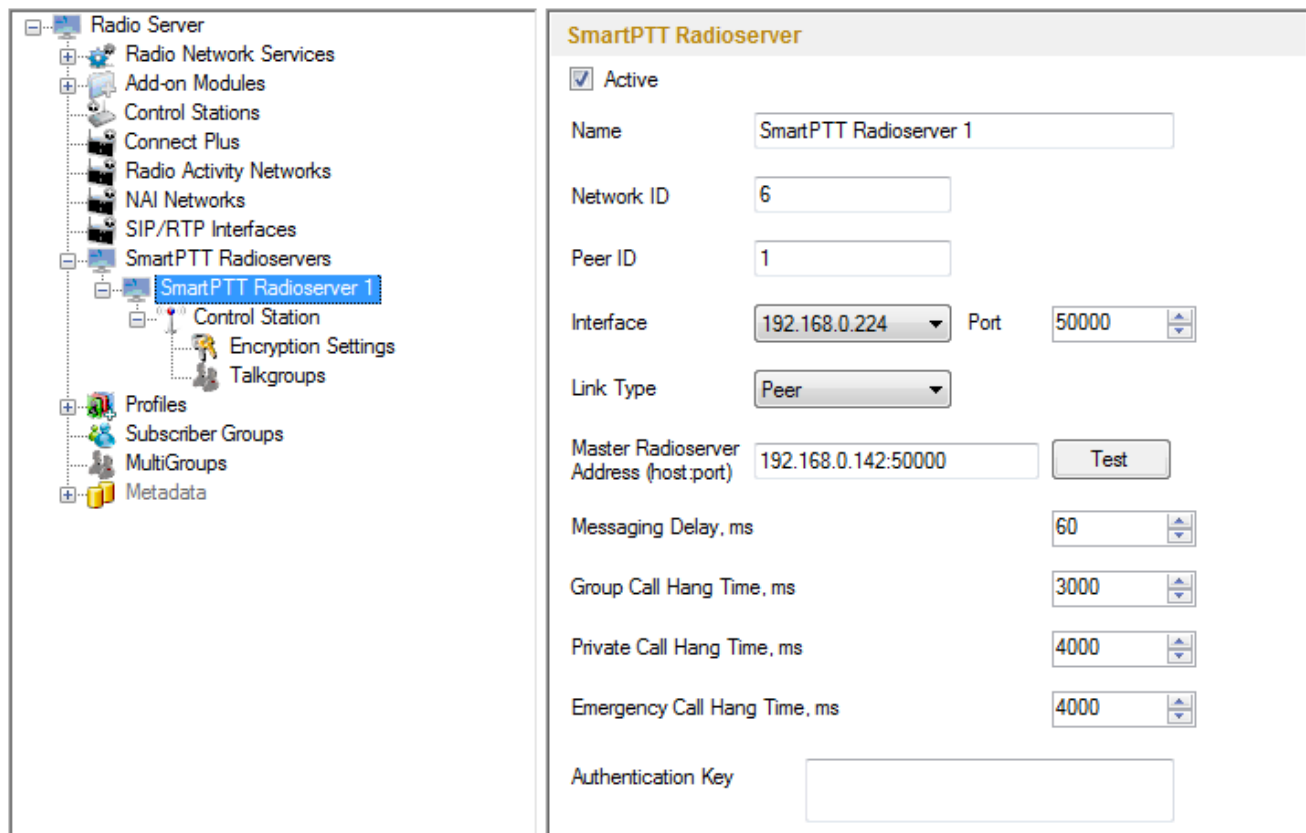 Radio Server
Radio Network Services
Add-on Modules
Control Stations
Connect Plus
Radio Activity Networks
NAI Networks
SIP/RTP Interfaces
SmartPTT Radioservers
SmartPTT Radioserver 1
Control Station
Encryption Settings
Talkgroups
Profiles
Subscriber Groups
MultiGroups
Metadata
SmartPTT Radioserver
Active
Name SmartPTT Radioserver 1
Network ID 6
Peer ID 1
Interface 192.168.0.224 Port 50000
Link Type Peer
Master Radioserver
Address (host:port) 192.168.0.142:50000 Test
Messaging Delay, ms 60
Group Call Hang Time, ms 3000
Private Call Hang Time, ms 4000
Emergency Call Hang Time, ms 4000
Authentication Key